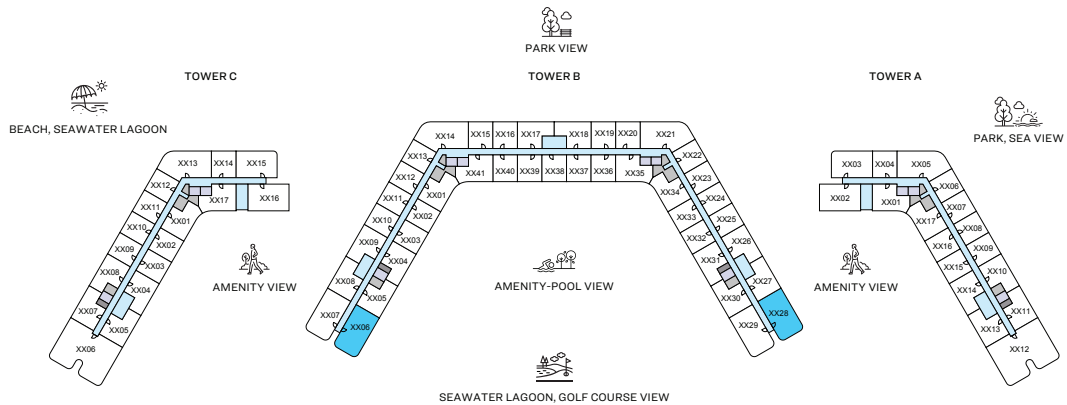 PARK VIEW
TOWER C
TOWER B
TOWER A
BEACH, SEAWATER LAGOON
PARK, SEA VIEW
XX13
XX14
XX15
XX12
XX17
XX16
XX11
XX01
XX10
XX02
XX09
XX03
XX08
XX04
XX07
XX05
XX06
AMENITY VIEW
XX14
XX15
XX16
XX17
XX18
XX19
XX20
XX21
XX13
XX41
XX40
XX39
XX38
XX37
XX36
XX35
XX22
XX12
XX01
XX34
XX23
XX11
XX02
XX33
XX24
XX10
XX03
XX32
XX25
XX09
XX04
XX31
XX26
XX08
XX05
XX30
XX27
XX07
XX06
XX29
XX28
AMENITY-POOL VIEW
SEAWATER LAGOON, GOLF COURSE VIEW
AMENITY VIEW
XX03
XX04
XX05
XX02
XX01
XX06
XX17
XX07
XX16
XX08
XX15
XX09
XX14
XX10
XX13
XX11
XX12